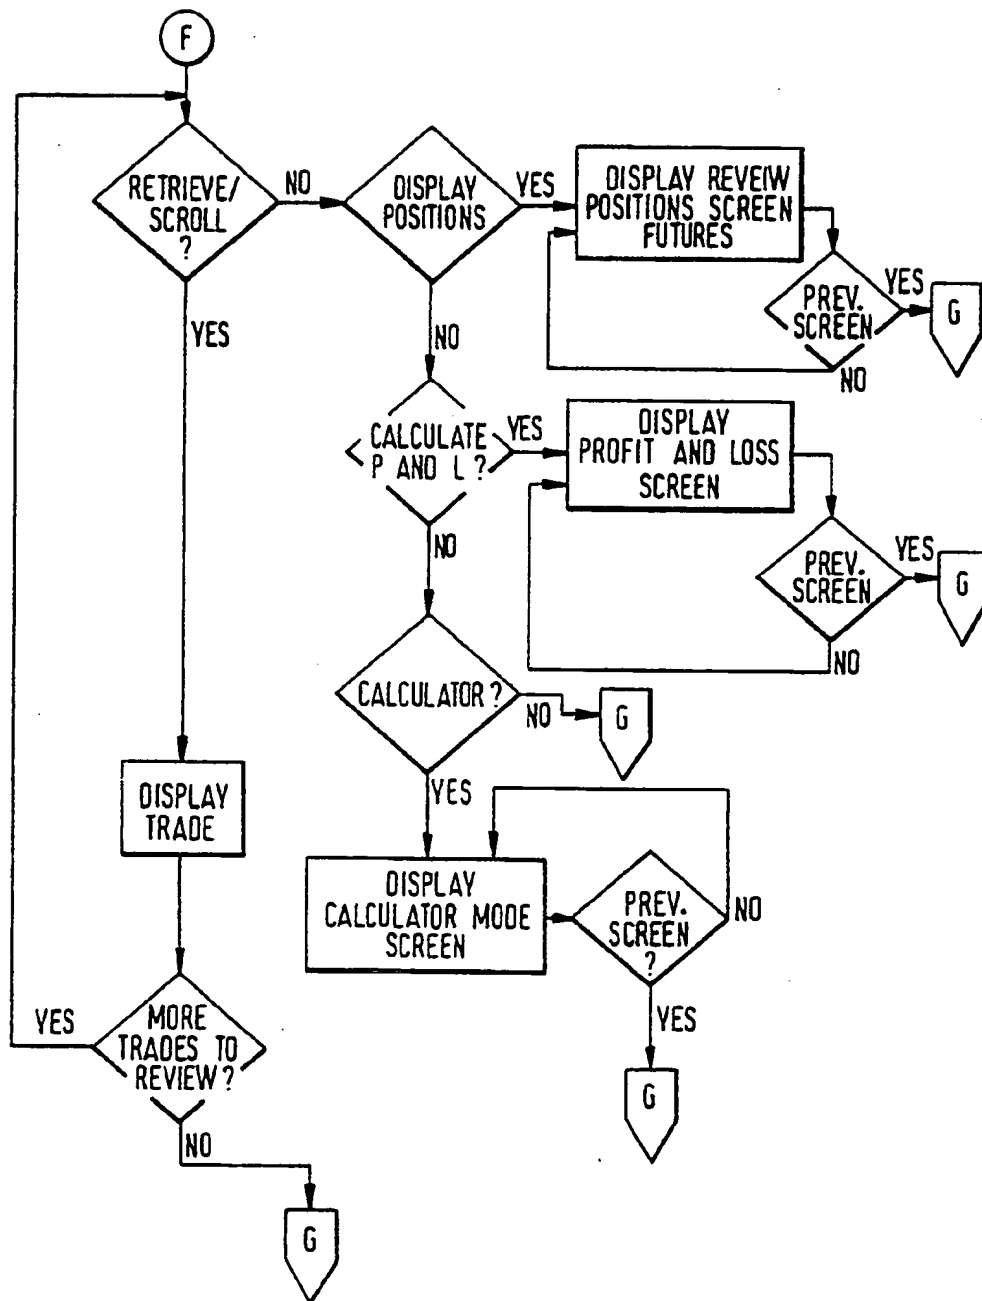 F
RETRIEVE/
SCROLL
?
NO
YES
DISPLAY
POSITIONS
YES
NO
DISPLAY REVEIW
POSITIONS SCREEN
FUTURES
PREV.
SCREEN
YES
G
NO
CALCULATE
P AND L ?
YES
NO
DISPLAY
PROFIT AND LOSS
SCREEN
PREV.
SCREEN
YES
G
NO
CALCULATOR ?
NO
G
YES
DISPLAY
CALCULATOR MODE
SCREEN
PREV.
SCREEN
?
NO
YES
G
DISPLAY
TRADE
MORE
TRADES TO
REVIEW ?
YES
NO
G